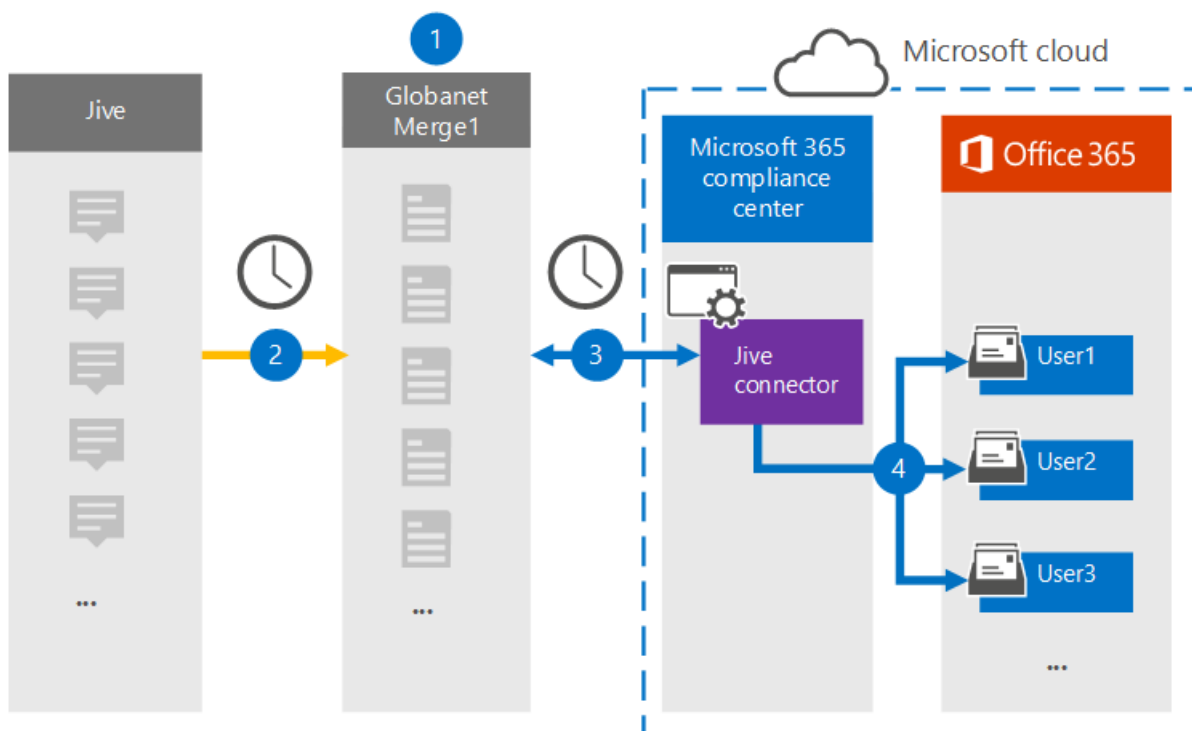 1
Microsoft cloud
Jive
Globanet
Merge1
Microsoft 365
compliance
center
Office 365
2
3
Jive
connector
4
User1
User2
User3
...
...
...